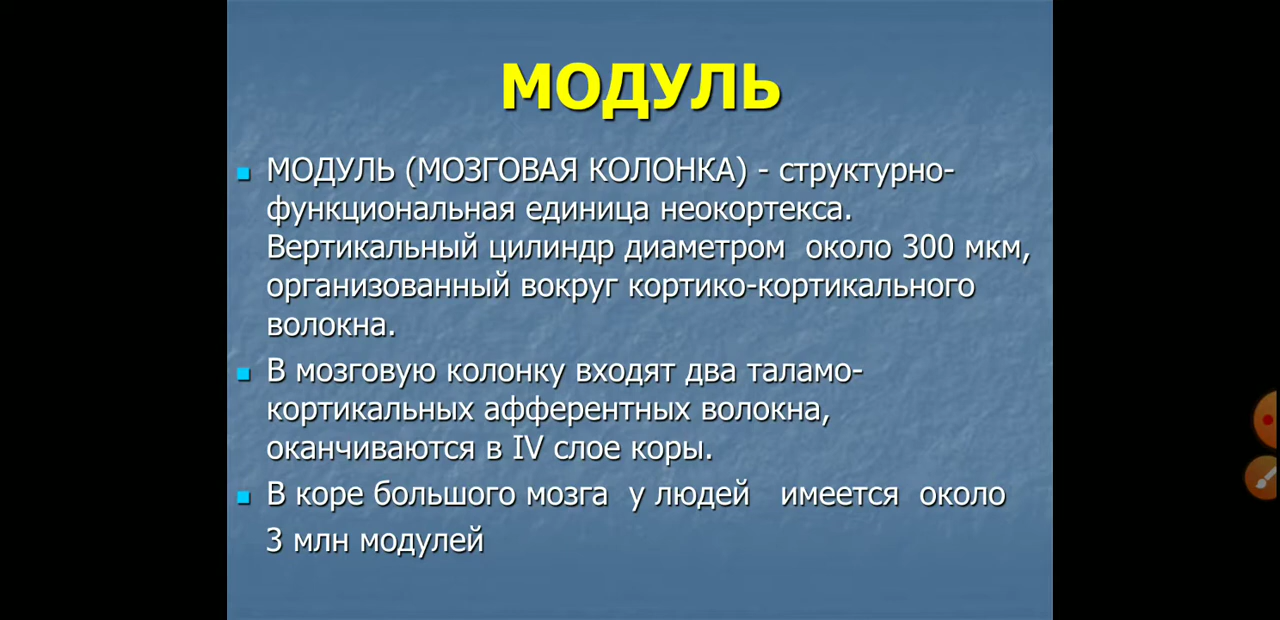 МОДУЛЬ
МОДУЛЬ (МОЗГОВАЯ КОЛОНКА) - структурно-
функциональная единица неокортекса.
Вертикальный цилиндр диаметром около 300 мкм,
организованный вокруг кортико-кортикального
волокна.
В мозговую колонку входят два таламо-
кортикальных афферентных волокна,
оканчиваются в IV слое коры.
В коре большого мозга у людей имеется около
3 млн модулей